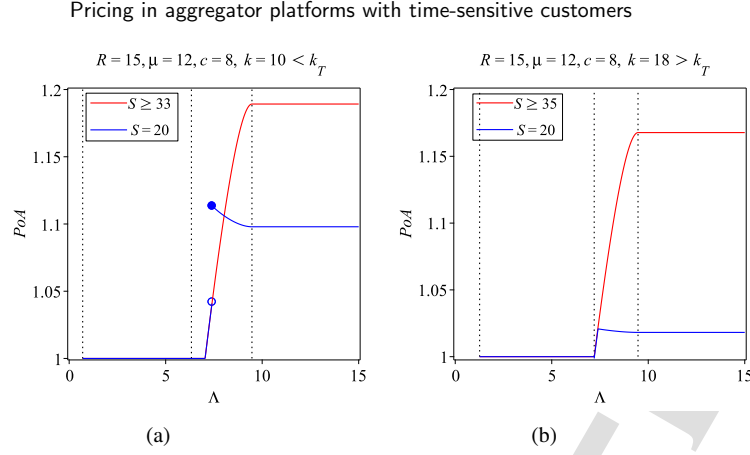 Pricing in aggregator platforms with time-sensitive customers
R = 15, μ = 12, c = 8, k = 10 < k_T
R = 15, μ = 12, c = 8, k = 18 > k_T
1.2
1.15
1.1
1.05
1
PoA
S ≥ 33
S = 20
0
5
10
15
Λ
(a)
1.2
1.15
1.1
1.05
1
PoA
S ≥ 35
S = 20
0
5
10
15
Λ
(b)